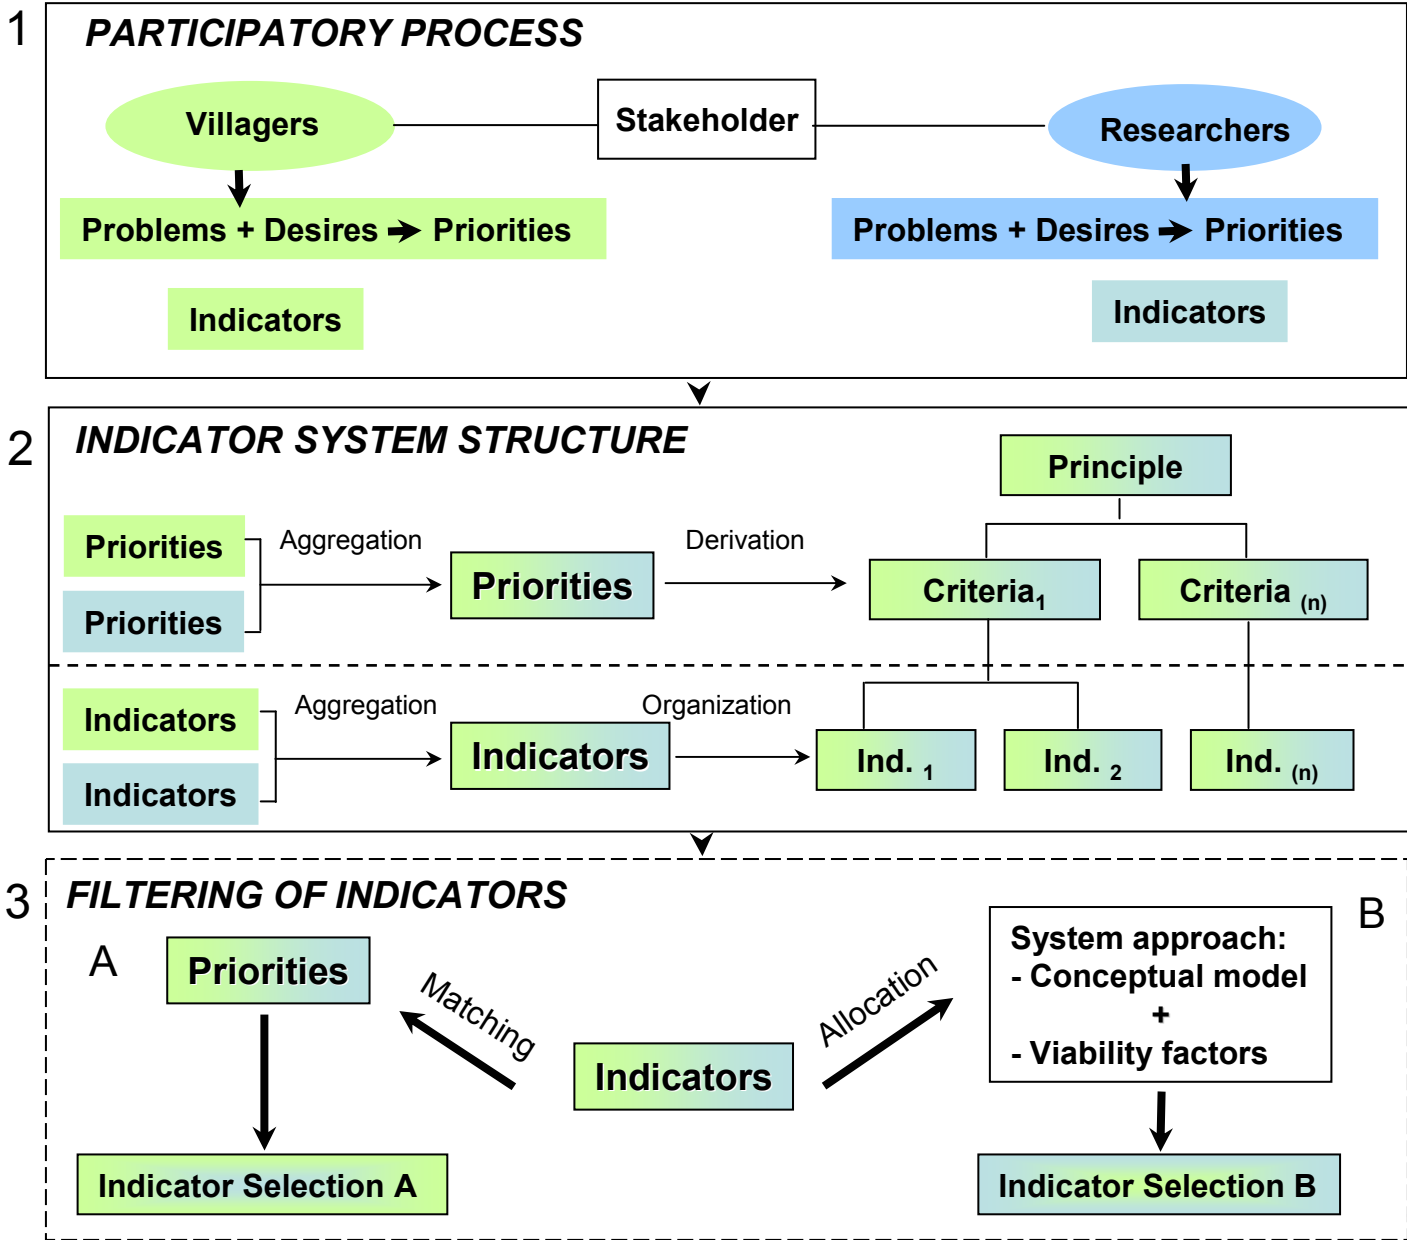 1
PARTICIPATORY PROCESS
Villagers
Stakeholder
Researchers
Problems + Desires → Priorities
Problems + Desires → Priorities
Indicators
Indicators
2
INDICATOR SYSTEM STRUCTURE
Principle
Priorities
Aggregation
Priorities
Derivation
Criteria1
Criteria (n)
Priorities
Indicators
Aggregation
Indicators
Organization
Ind. 1
Ind. 2
Ind. (n)
Indicators
3
FILTERING OF INDICATORS
A
Priorities
Matching
Indicators
Allocation
B
System approach:
- Conceptual model
+
- Viability factors
Indicator Selection A
Indicator Selection B